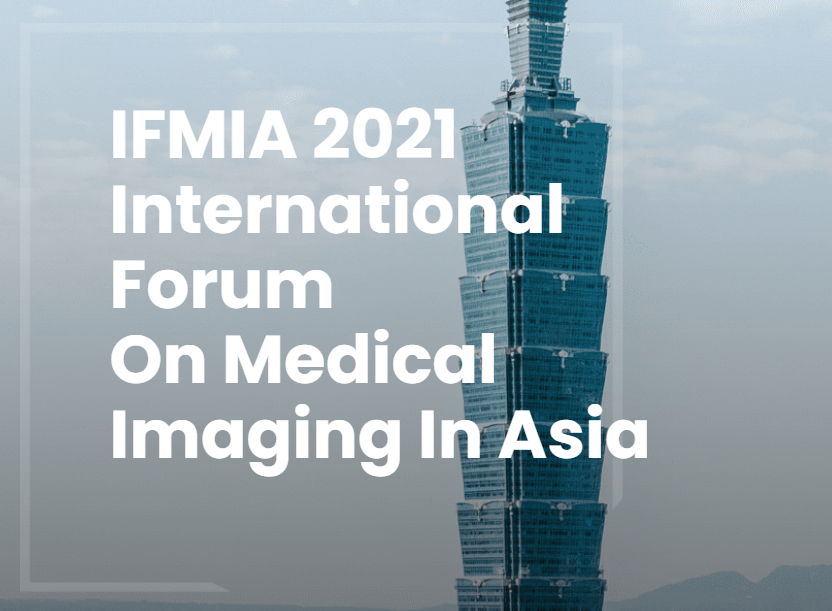 IFMIA 2021
International
Forum
On Medical
Imaging In Asia